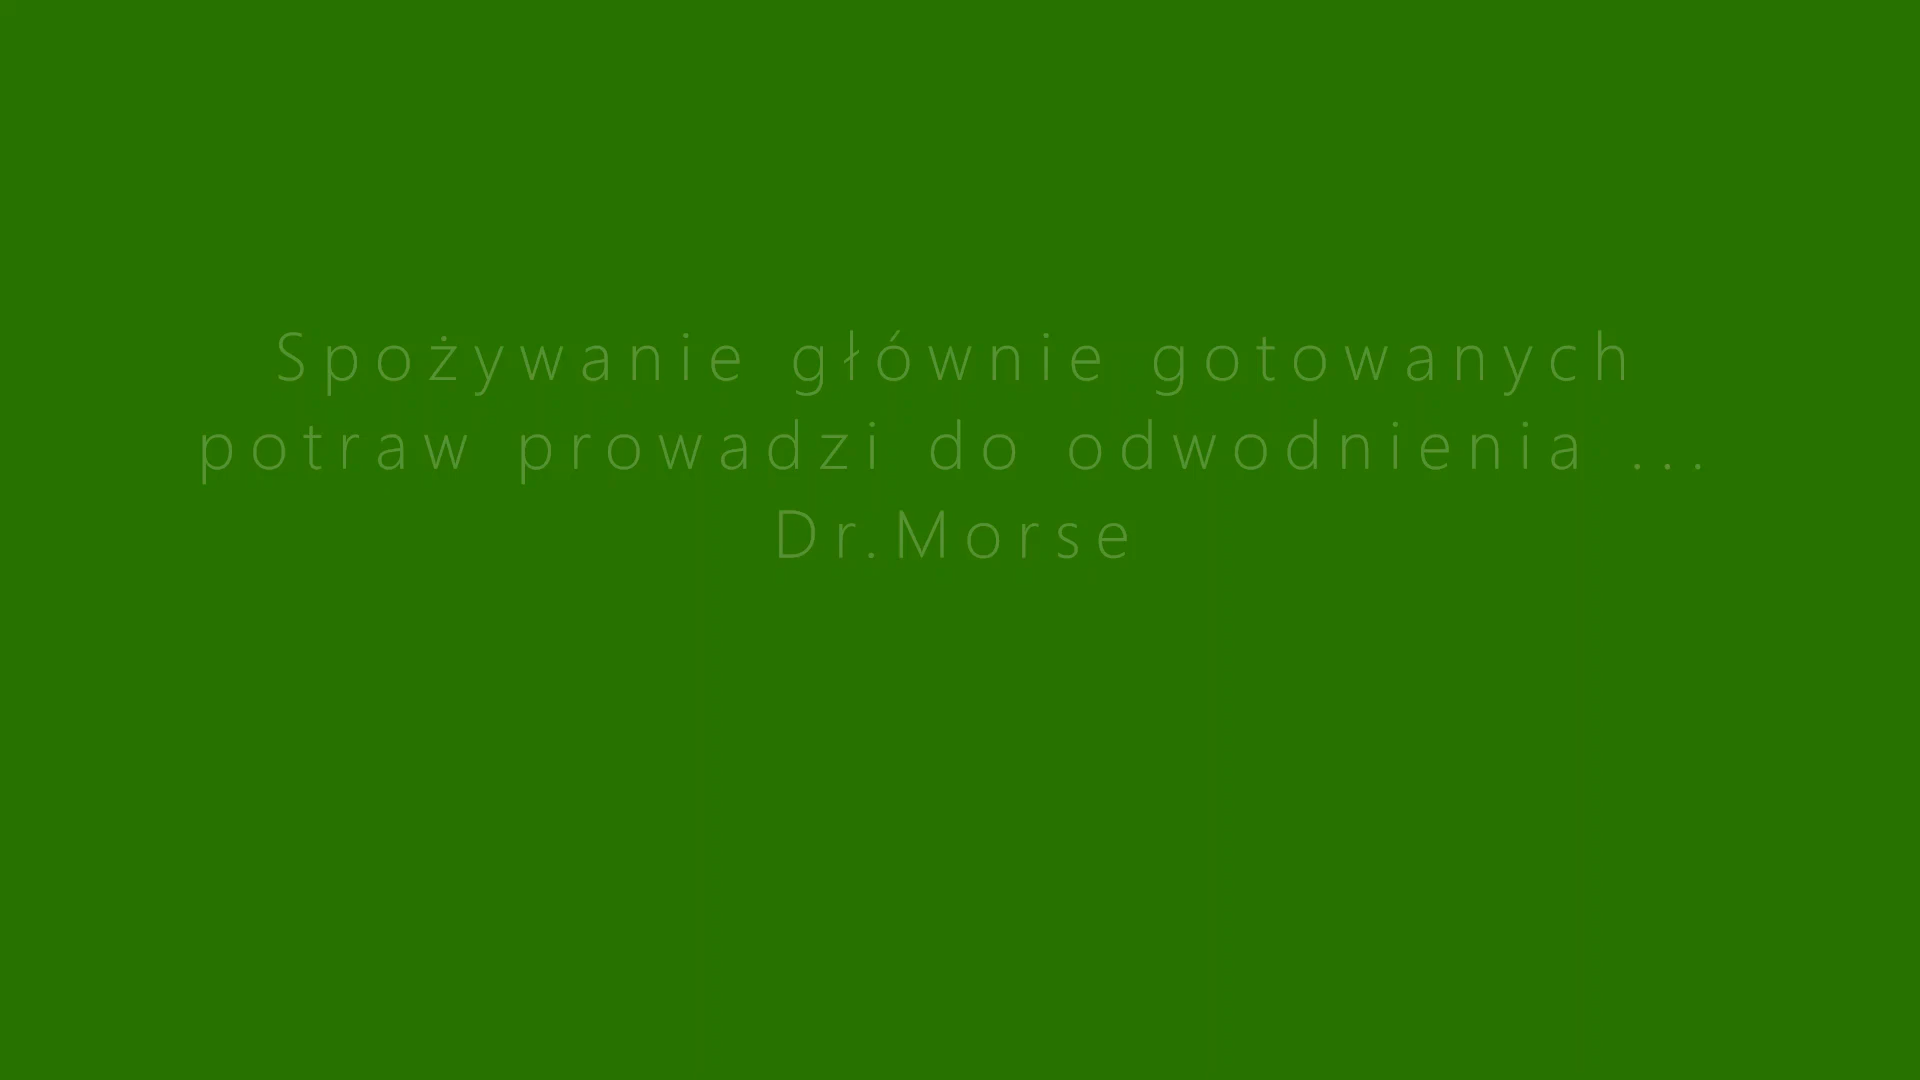 Spożywanie głównie gotowanych
potraw prowadzi do odwodnienia ...
Dr.Morse